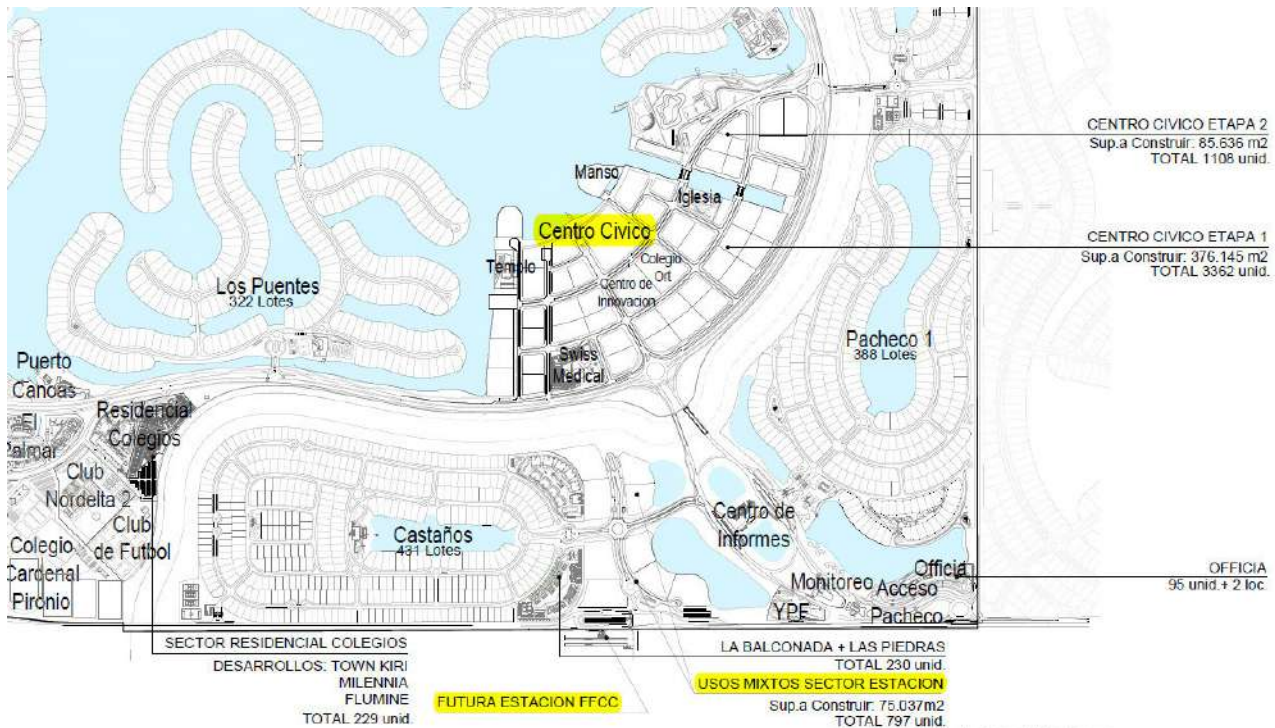 CENTRO CIVICO ETAPA 2
Sup.a Construir: 85.636 m2
TOTAL 1108 unid.
Manso
Iglesia
Centro Civico
CENTRO CIVICO ETAPA 1
Sup.a Construir: 376.145 m2
TOTAL 3362 unid.
Templo
Colegio
Ort
Centro de
Innovacion
Los Puentes
322 Lotes
Pacheco 1
388 Lotes
Swiss
Medical
Puerto
Canoas
Residencial
Colegios
El
Palmar
Club
Nordelta 2
Club
de Futbol
Colegio
Cardenal
Pironio
Castaños
431 Lotes
Centro de
Informes
Monitoreo
YPF
Officia
Acceso
Pacheco
OFFICIA
95 unid.+ 2 loc.
SECTOR RESIDENCIAL COLEGIOS
DESARROLLOS: TOWN KIRI
MILENNIA
FLUMINE
TOTAL 229 unid.
FUTURA ESTACION FFCC
LA BALCONADA + LAS PIEDRAS
TOTAL 230 unid.
USOS MIXTOS SECTOR ESTACION
Sup.a Construir: 75.037m2
TOTAL 797 unid.